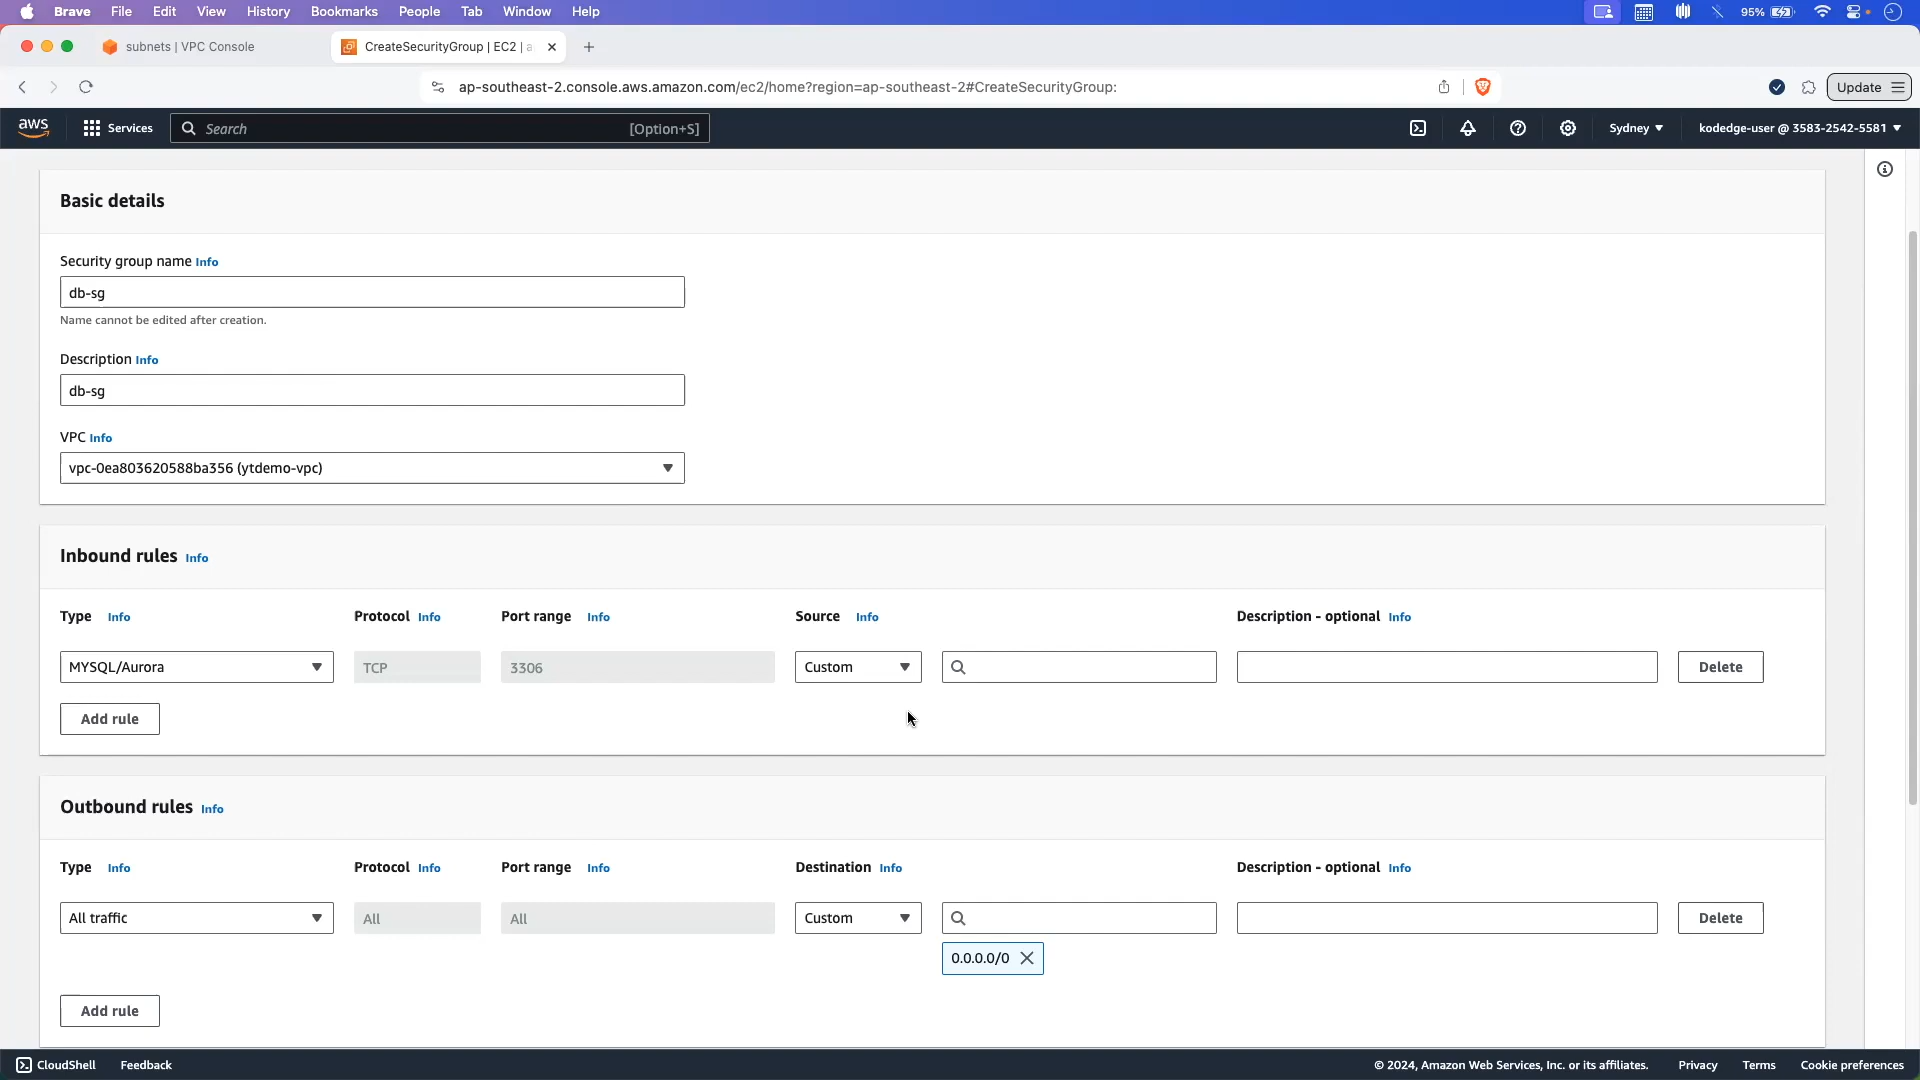 Brave File Edit View History Bookmarks People Tab Window Help 95%
subnets | VPC Console
CreateSecurityGroup | EC2 | a
ap-southeast-2.console.aws.amazon.com/ec2/home?region=ap-southeast-2#CreateSecurityGroup:
Update
aws Services Search [Option+S] Sydney kodedge-user @ 3583-2542-5581
Basic details
Security group name Info
db-sg
Name cannot be edited after creation.
Description Info
db-sg
VPC Info
vpc-0ea803620588ba356 (ytdemo-vpc)
Inbound rules Info
Type Info Protocol Info Port range Info Source Info Description - optional Info
MYSQL/Aurora TCP 3306 Custom Delete
Add rule
Outbound rules Info
Type Info Protocol Info Port range Info Destination Info Description - optional Info
All traffic All All Custom Delete
0.0.0.0/0
Add rule
CloudShell Feedback © 2024, Amazon Web Services, Inc. or its affiliates. Privacy Terms Cookie preferences